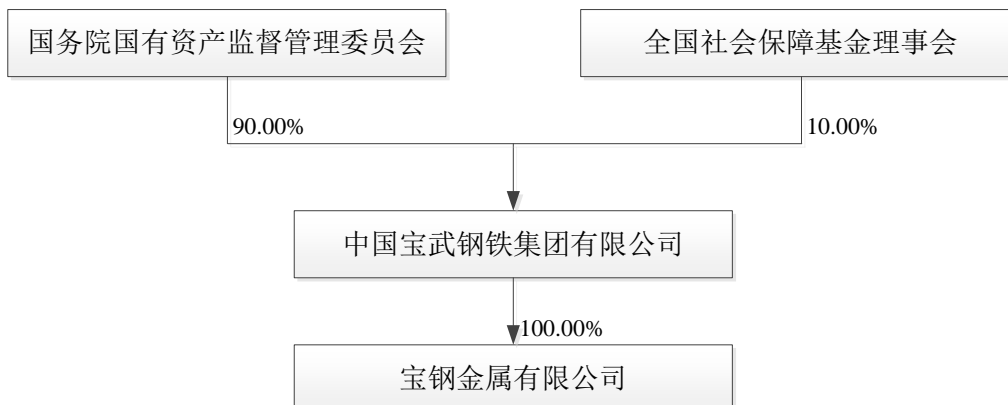 国务院国有资产监督管理委员会
全国社会保障基金理事会
90.00%
10.00%
中国宝武钢铁集团有限公司
100.00%
宝钢金属有限公司